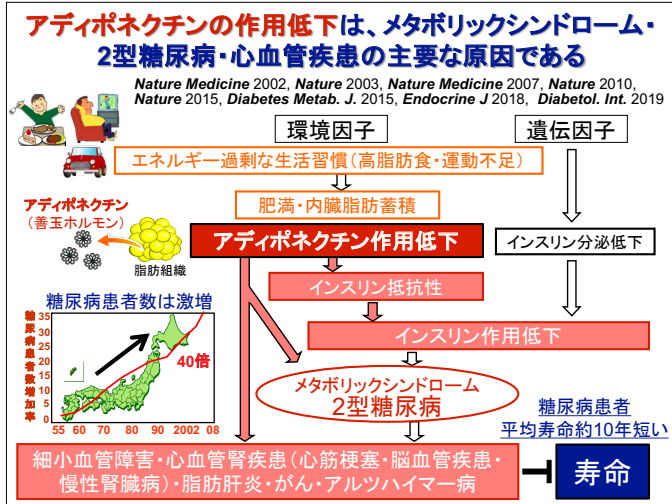 アディポネクチンの作用低下は、メタボリックシンドローム・
2型糖尿病・心血管疾患の主要な原因である
Nature Medicine 2002, Nature 2003, Nature Medicine 2007, Nature 2010,
Nature 2015, Diabetes Metab. J. 2015, Endocrine J 2018, Diabetol. Int. 2019
環境因子
遺伝因子
エネルギー過剰な生活習慣(高脂肪食・運動不足)
肥満・内臓脂肪蓄積
アディポネクチン
(善玉ホルモン)
脂肪組織
アディポネクチン作用低下
インスリン分泌低下
インスリン抵抗性
インスリン作用低下
糖尿病患者数は激増
糖尿病患者数増加率
35
30
25
20
15
10
5
0
40倍
55 60 70 80 90 2002 08
メタボリックシンドローム
2型糖尿病
糖尿病患者
平均寿命約10年短い
細小血管障害・心血管腎疾患(心筋梗塞・脳血管疾患・
慢性腎臓病)・脂肪肝炎・がん・アルツハイマー病
寿命